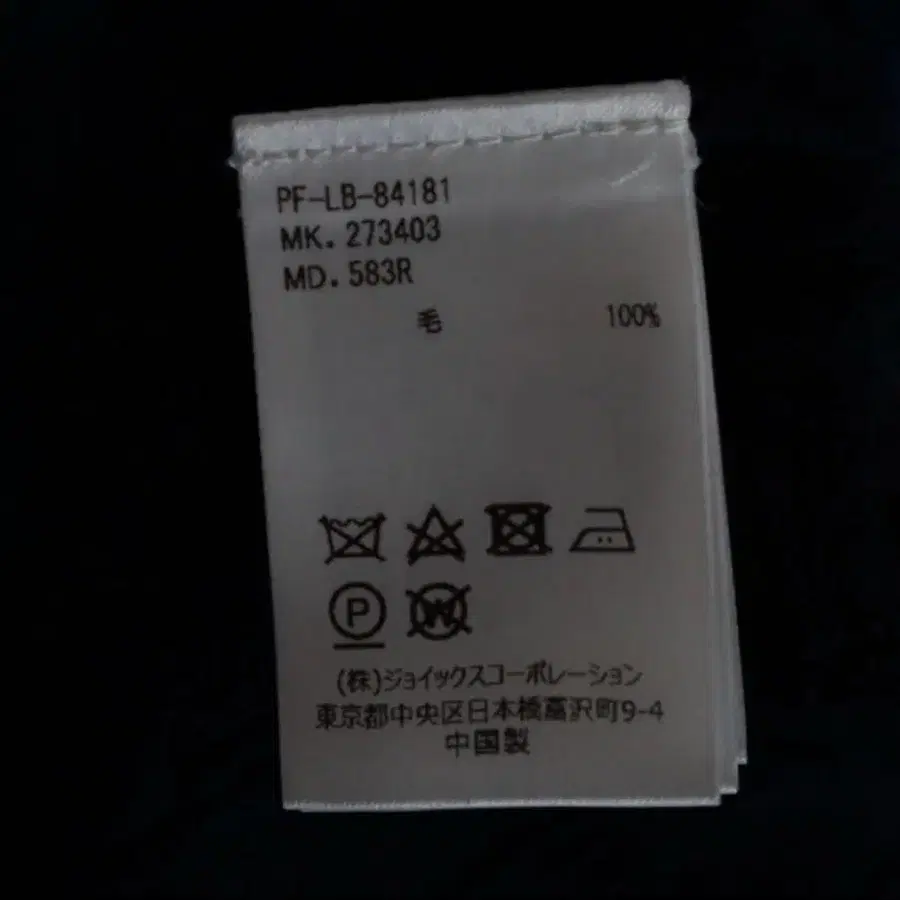 PF-LB-84181
MK. 273403
MD. 583R
毛 100%
P W
(株)ジョイックスコーポレーション
東京都中央区日本橋富沢町9-4
中国製